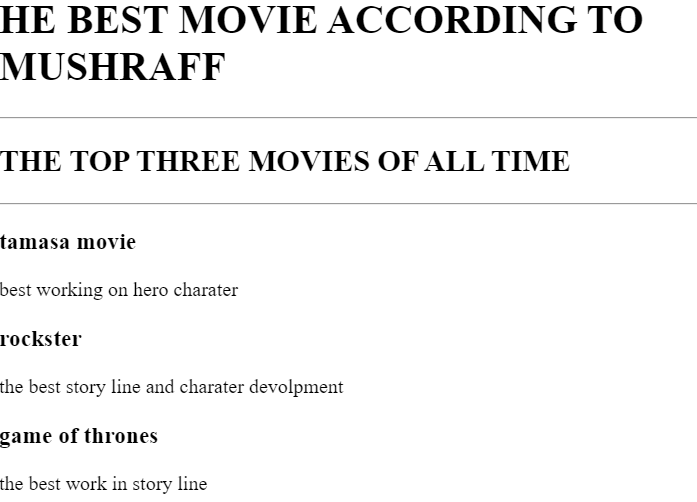 HE BEST MOVIE ACCORDING TO
MUSHRAFF
THE TOP THREE MOVIES OF ALL TIME
tamasa movie
best working on hero charater
rockster
the best story line and charater devolpment
game of thrones
the best work in story line